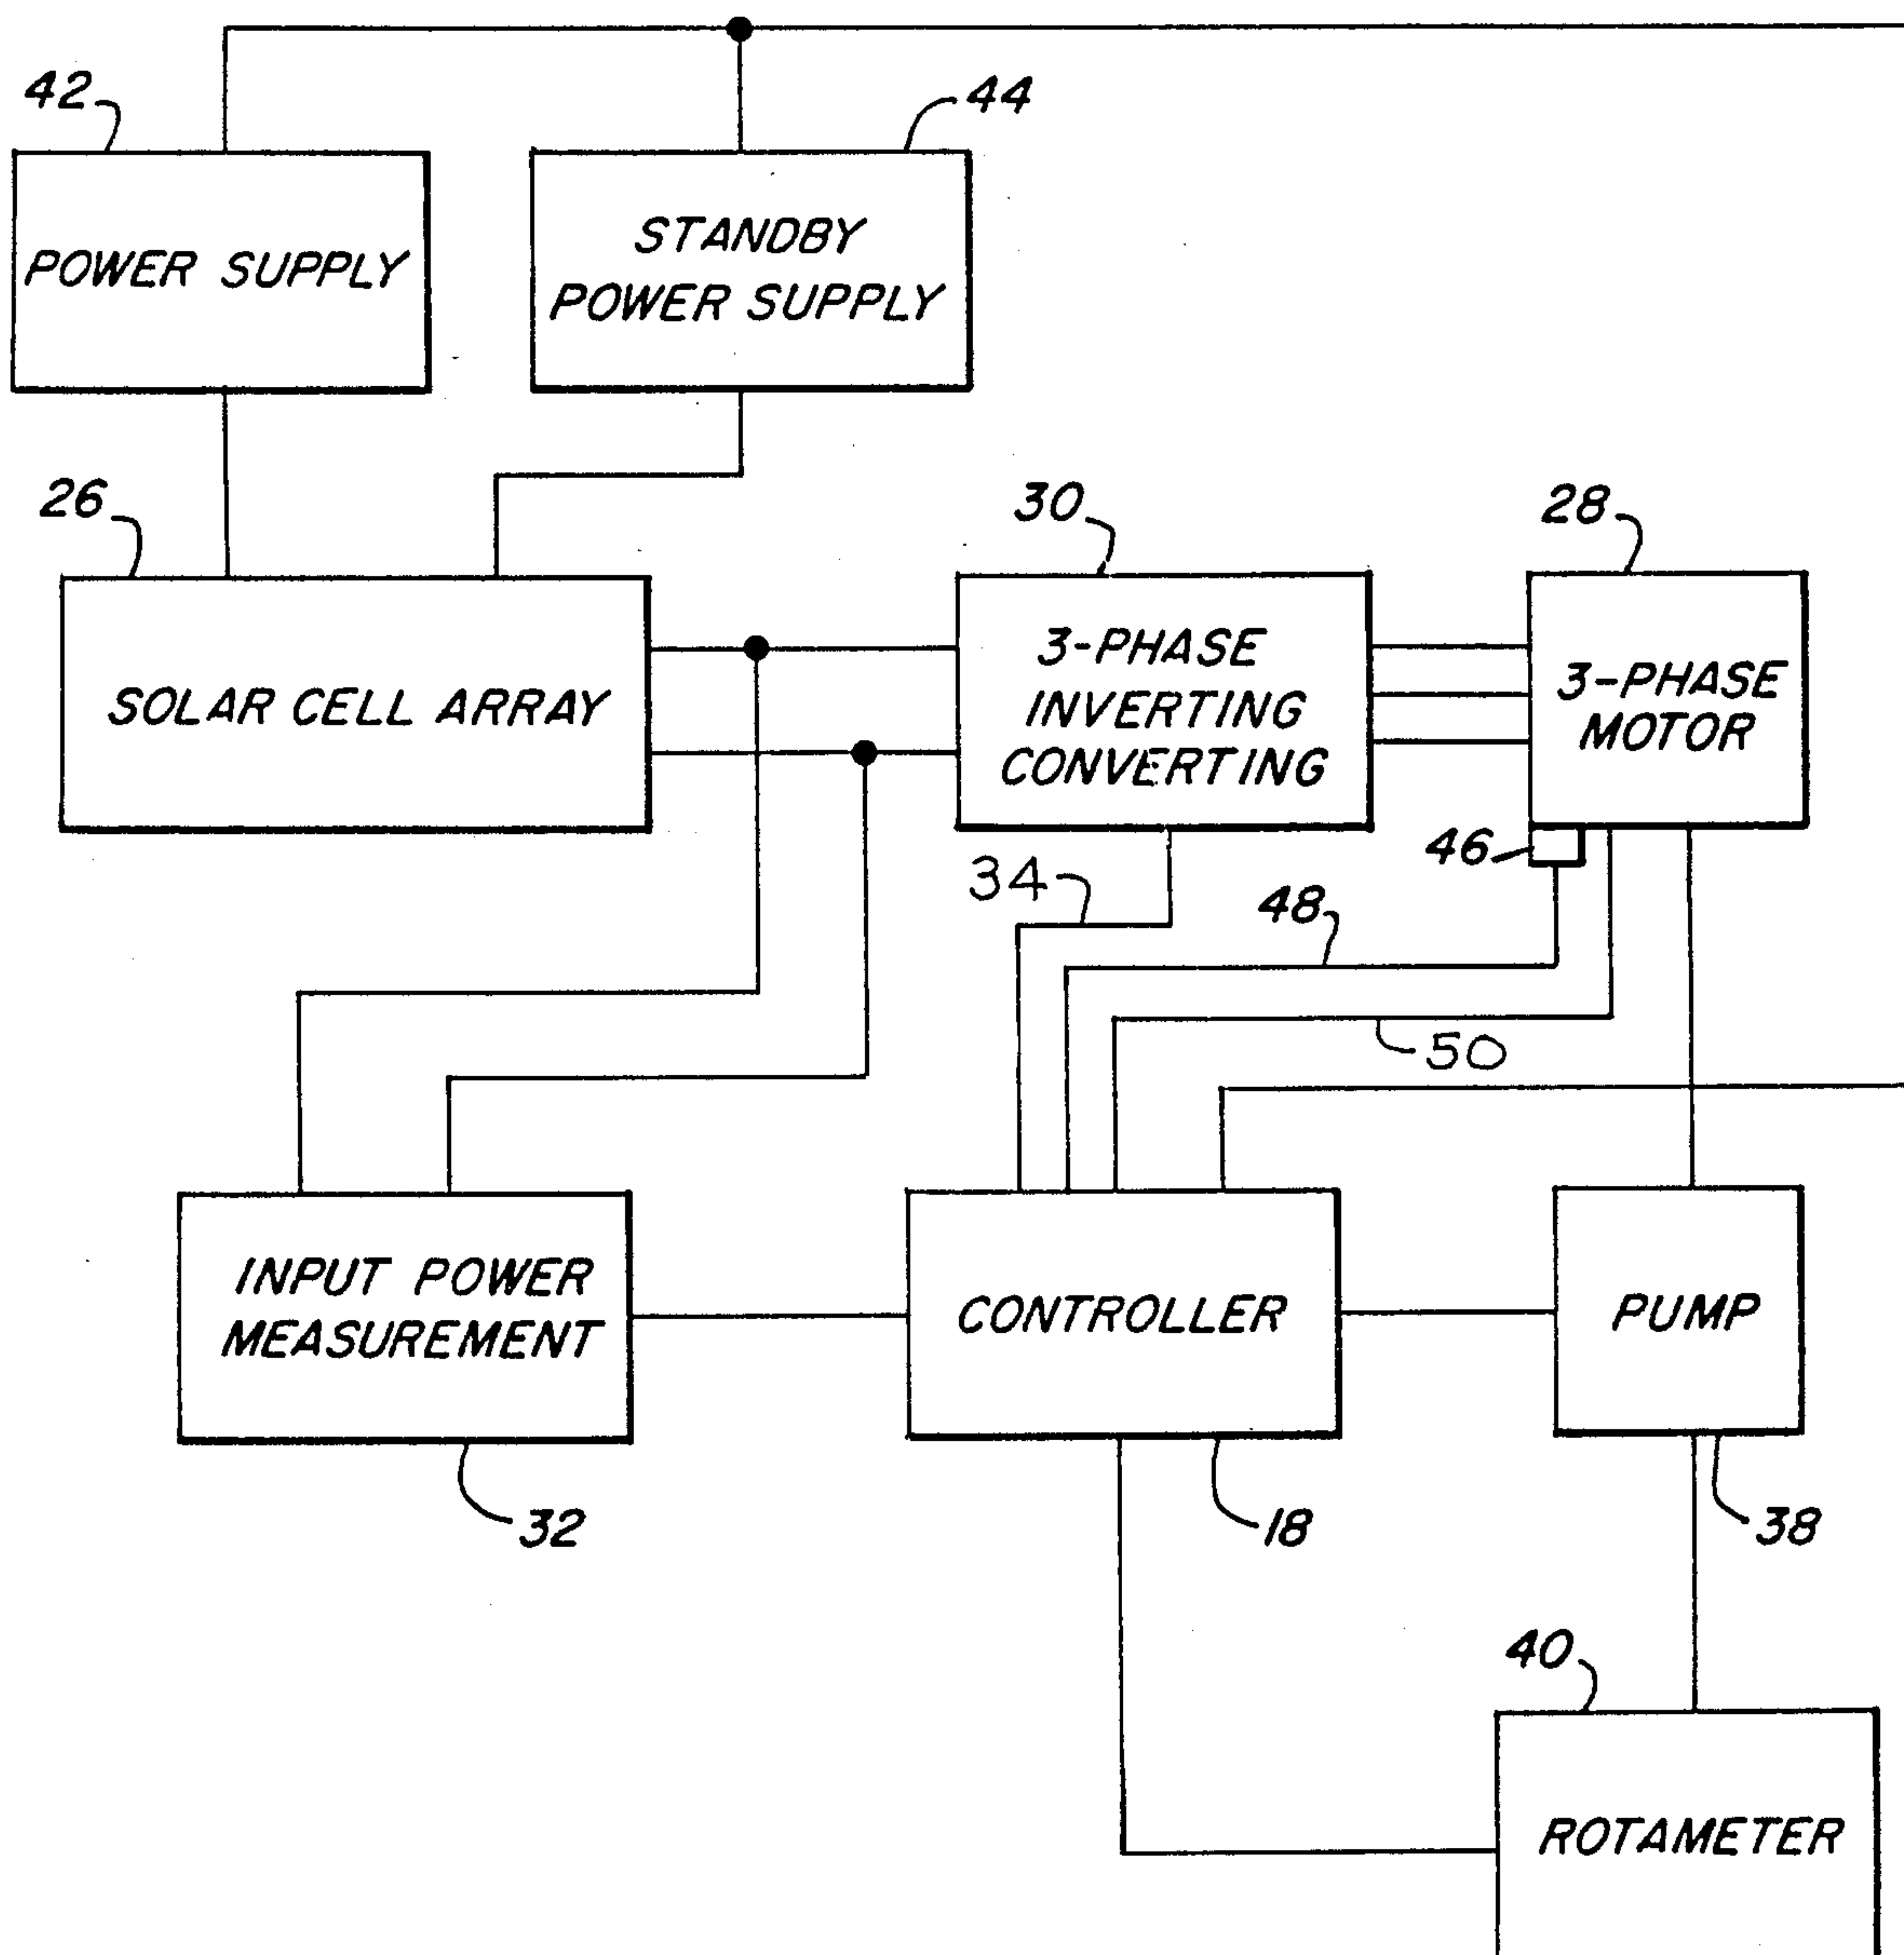 42
44
POWER SUPPLY
STANDBY
POWER SUPPLY
26
30
28
SOLAR CELL ARRAY
3-PHASE
INVERTING
CONVERTING
3-PHASE
MOTOR
46
34
48
50
INPUT POWER
MEASUREMENT
CONTROLLER
PUMP
32
18
38
40
ROTAMETER